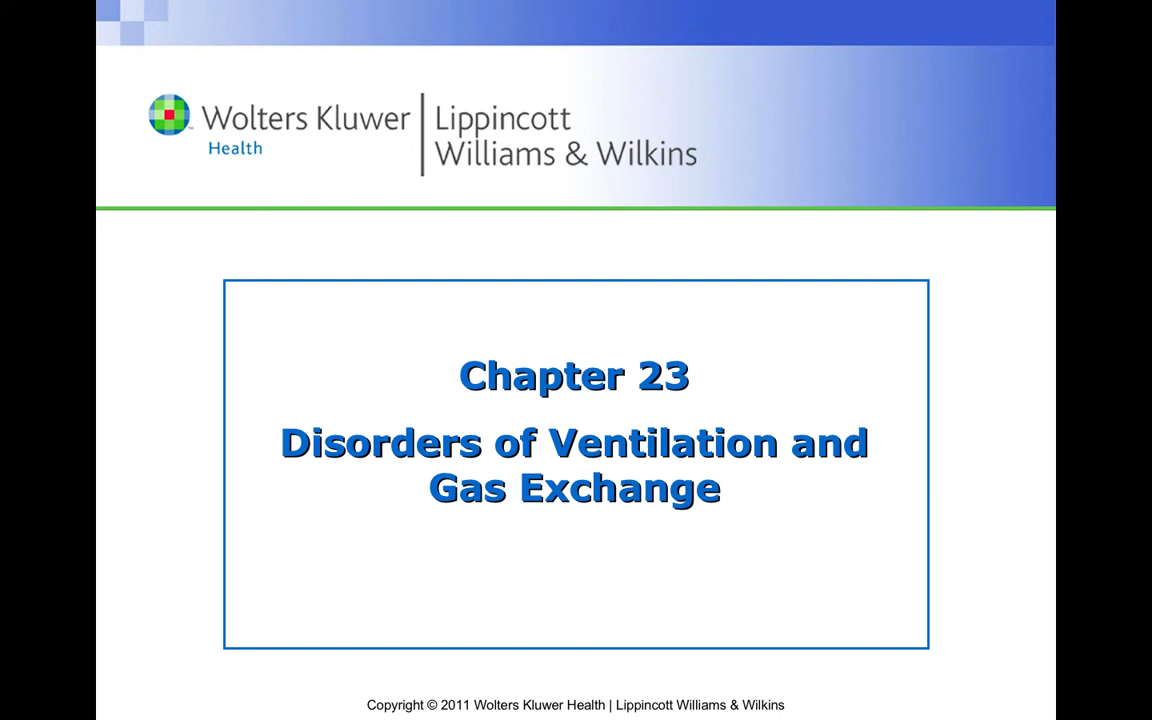 Wolters Kluwer
Health
Lippincott
Williams & Wilkins
Chapter 23
Disorders of Ventilation and
Gas Exchange
Copyright © 2011 Wolters Kluwer Health | Lippincott Williams & Wilkins